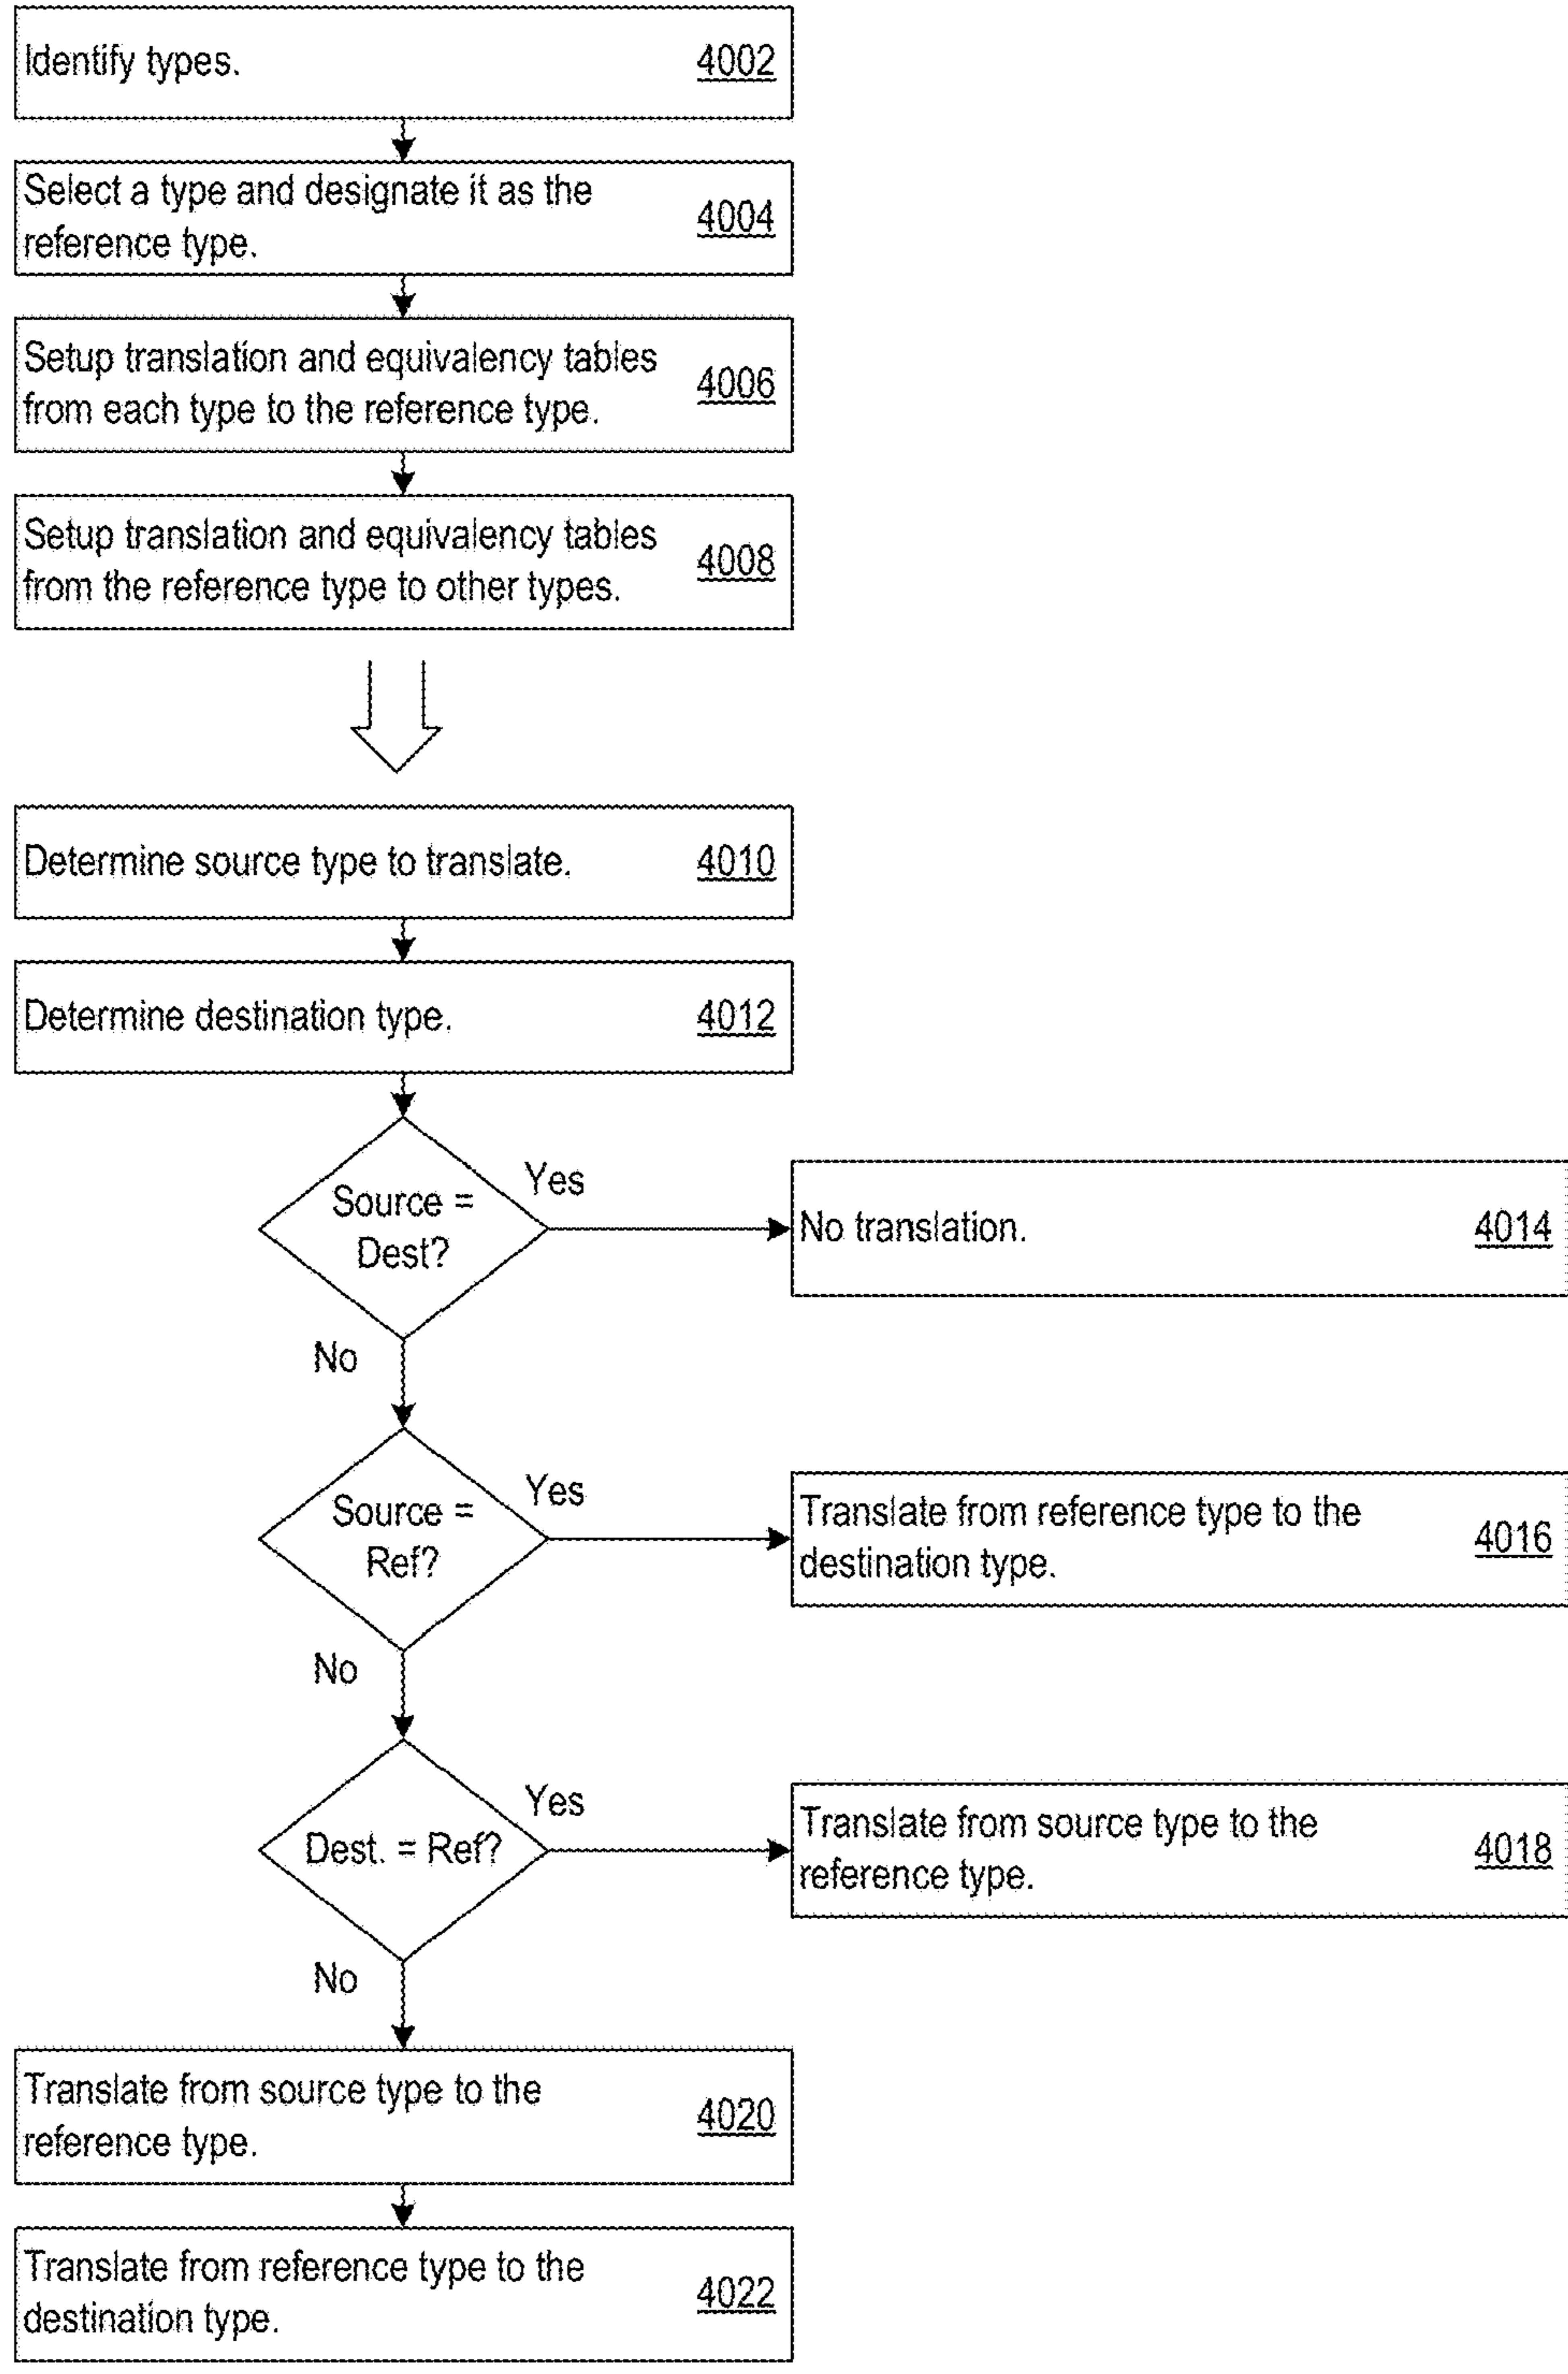 Identify types. 4002
Select a type and designate it as the
reference type. 4004
Setup translation and equivalency tables
from each type to the reference type. 4006
Setup translation and equivalency tables
from the reference type to other types. 4008
Determine source type to translate. 4010
Determine destination type. 4012
Source =
Dest?
Yes
No translation. 4014
No
Source =
Ref?
Yes
Translate from reference type to the
destination type. 4016
No
Dest. = Ref?
Yes
Translate from source type to the
reference type. 4018
No
Translate from source type to the
reference type. 4020
Translate from reference type to the
destination type. 4022